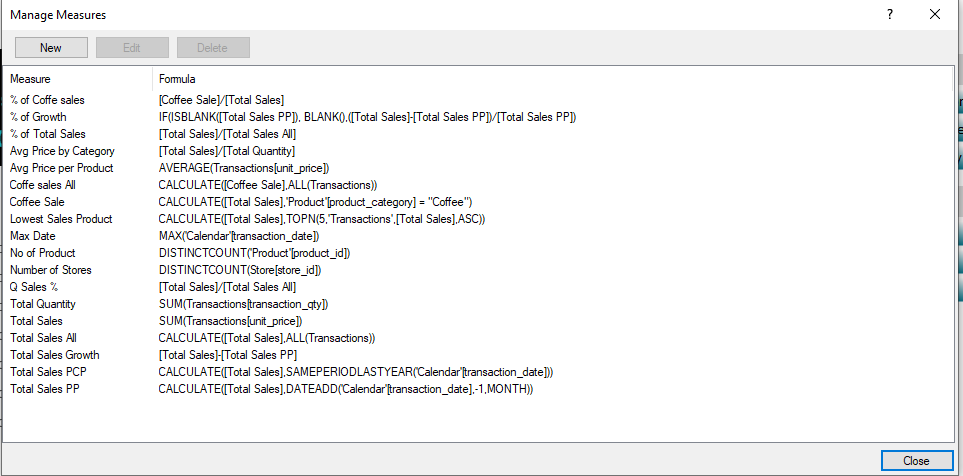 Manage Measures
?
New Edit Delete
Measure Formula
% of Coffe sales [Coffee Sale]/[Total Sales]
% of Growth IF(ISBLANK([Total Sales PP]), BLANK(),([Total Sales]-[Total Sales PP])/[Total Sales PP])
% of Total Sales [Total Sales]/[Total Sales All]
Avg Price by Category [Total Sales]/[Total Quantity]
Avg Price per Product AVERAGE(Transactions[unit_price])
Coffe sales All CALCULATE([Coffee Sale],ALL(Transactions))
Coffee Sale CALCULATE([Total Sales],'Product'[product_category] = "Coffee")
Lowest Sales Product CALCULATE([Total Sales],TOPN(5,'Transactions',[Total Sales],ASC))
Max Date MAX('Calendar'[transaction_date])
No of Product DISTINCTCOUNT('Product'[product_id])
Number of Stores DISTINCTCOUNT(Store[store_id])
Q Sales % [Total Sales]/[Total Sales All]
Total Quantity SUM(Transactions[transaction_qty])
Total Sales SUM(Transactions[unit_price])
Total Sales All CALCULATE([Total Sales],ALL(Transactions))
Total Sales Growth [Total Sales]-[Total Sales PP]
Total Sales PCP CALCULATE([Total Sales],SAMEPERIODLASTYEAR('Calendar'[transaction_date]))
Total Sales PP CALCULATE([Total Sales],DATEADD('Calendar'[transaction_date],-1,MONTH))
Close